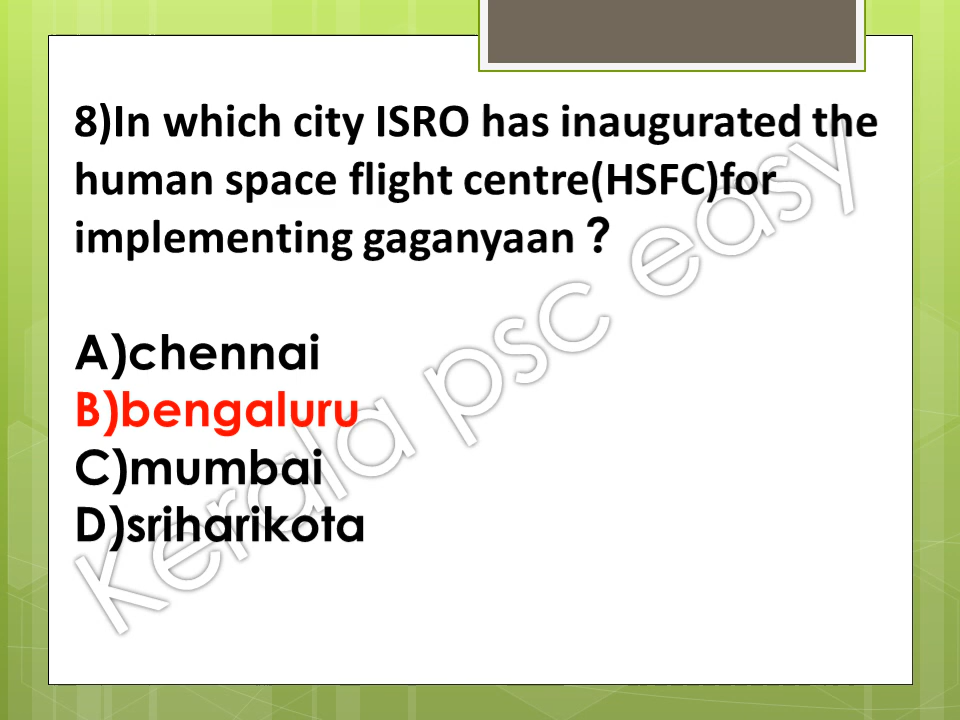 8)In which city ISRO has inaugurated the
human space flight centre(HSFC)for
implementing gaganyaan ?
A)chennai
B)bengaluru
C)mumbai
D)sriharikota
Kerala psc easy